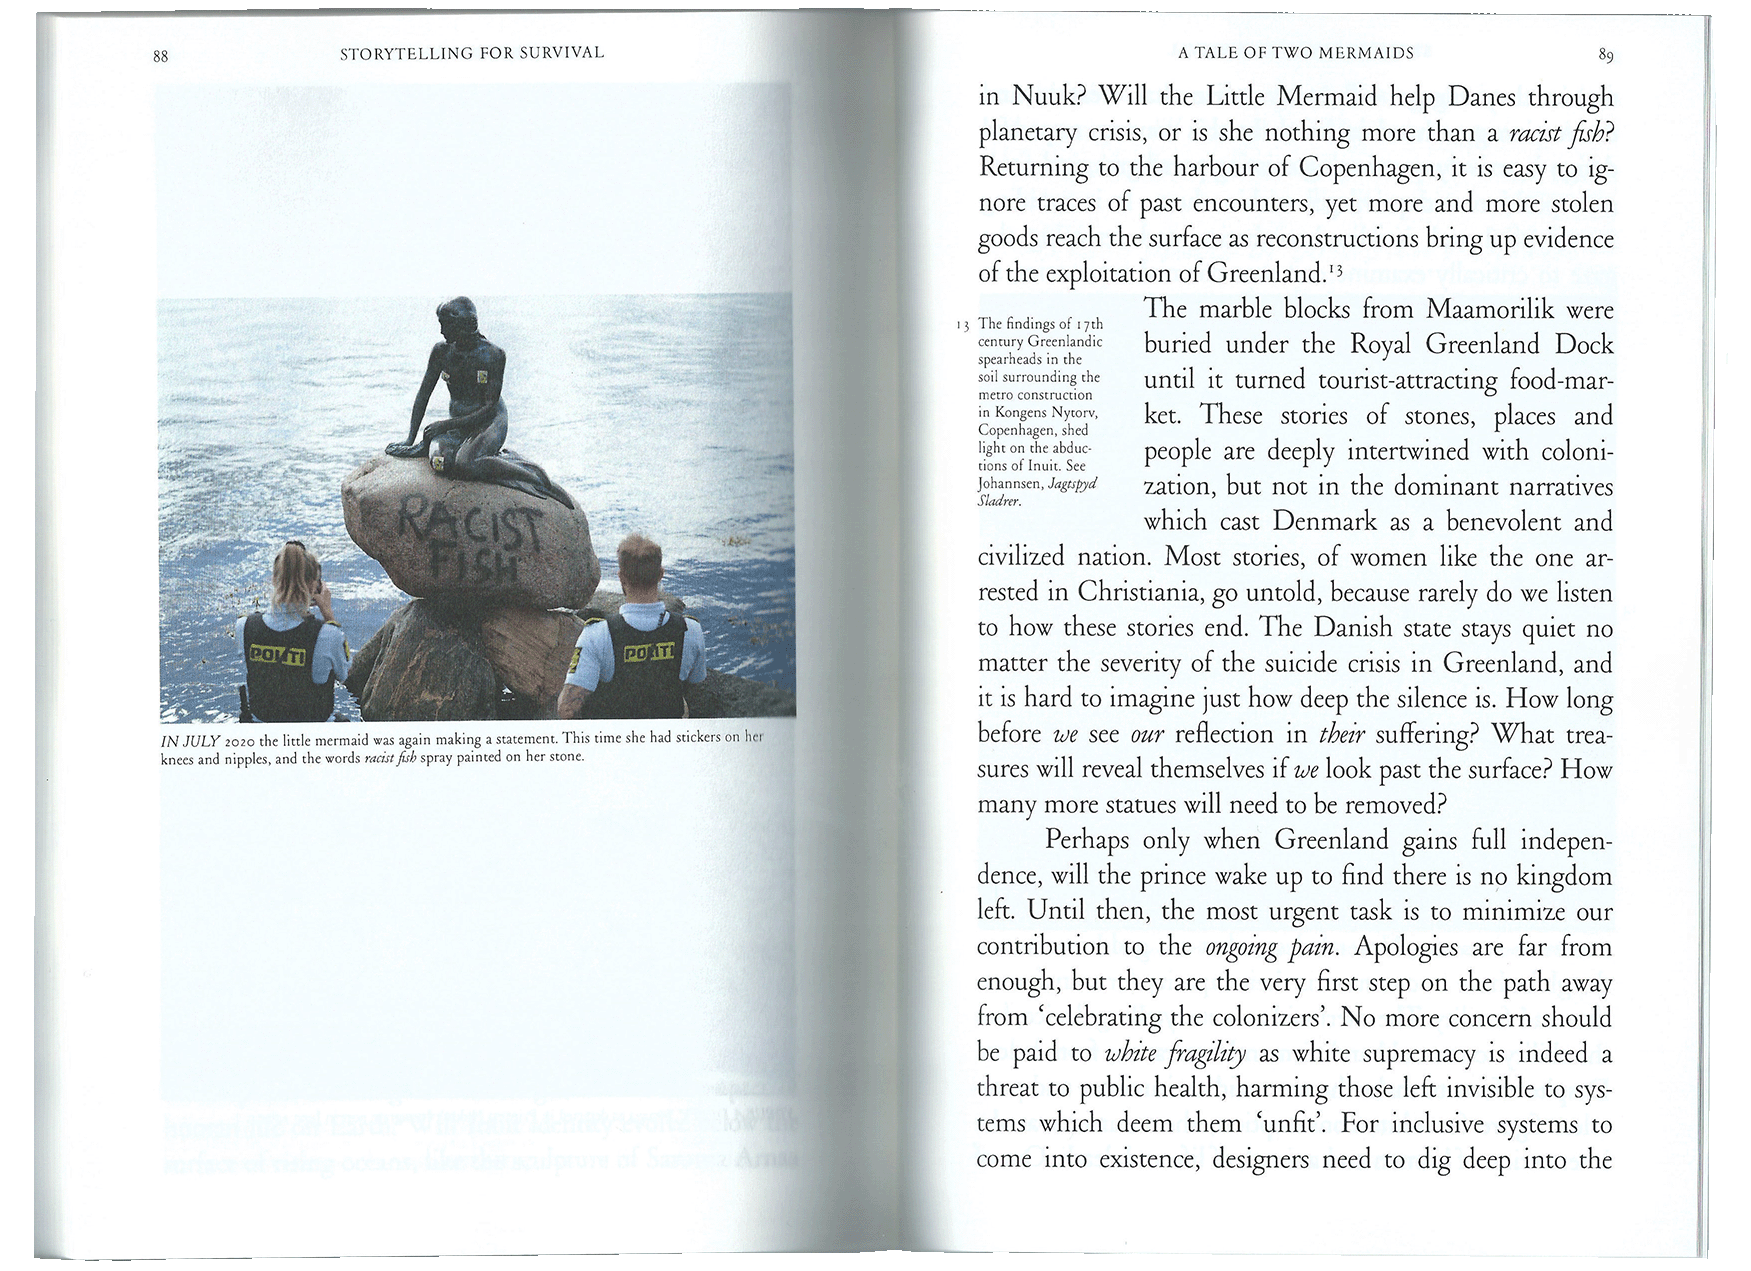 88
STORYTELLING FOR SURVIVAL
RACIST
FISH
POLITI
POLITI
IN JULY 2020 the little mermaid was again making a statement. This time she had stickers on her
knees and nipples, and the words racist fish spray painted on her stone.
A TALE OF TWO MERMAIDS
89
in Nuuk? Will the Little Mermaid help Danes through
planetary crisis, or is she nothing more than a racist fish?
Returning to the harbour of Copenhagen, it is easy to ig-
nore traces of past encounters, yet more and more stolen
goods reach the surface as reconstructions bring up evidence
of the exploitation of Greenland.13
13 The findings of 17th
century Greenlandic
spearheads in the
soil surrounding the
metro construction
in Kongens Nytorv,
Copenhagen, shed
light on the abduc-
tions of Inuit. See
Johannsen, Jagtspyd
Sladrer.
The marble blocks from Maamorilik were
buried under the Royal Greenland Dock
until it turned tourist-attracting food-mar-
ket. These stories of stones, places and
people are deeply intertwined with coloni-
zation, but not in the dominant narratives
which cast Denmark as a benevolent and
civilized nation. Most stories, of women like the one ar-
rested in Christiania, go untold, because rarely do we listen
to how these stories end. The Danish state stays quiet no
matter the severity of the suicide crisis in Greenland, and
it is hard to imagine just how deep the silence is. How long
before we see our reflection in their suffering? What trea-
sures will reveal themselves if we look past the surface? How
many more statues will need to be removed?
Perhaps only when Greenland gains full indepen-
dence, will the prince wake up to find there is no kingdom
left. Until then, the most urgent task is to minimize our
contribution to the ongoing pain. Apologies are far from
enough, but they are the very first step on the path away
from ‘celebrating the colonizers’. No more concern should
be paid to white fragility as white supremacy is indeed a
threat to public health, harming those left invisible to sys-
tems which deem them ‘unfit’. For inclusive systems to
come into existence, designers need to dig deep into the